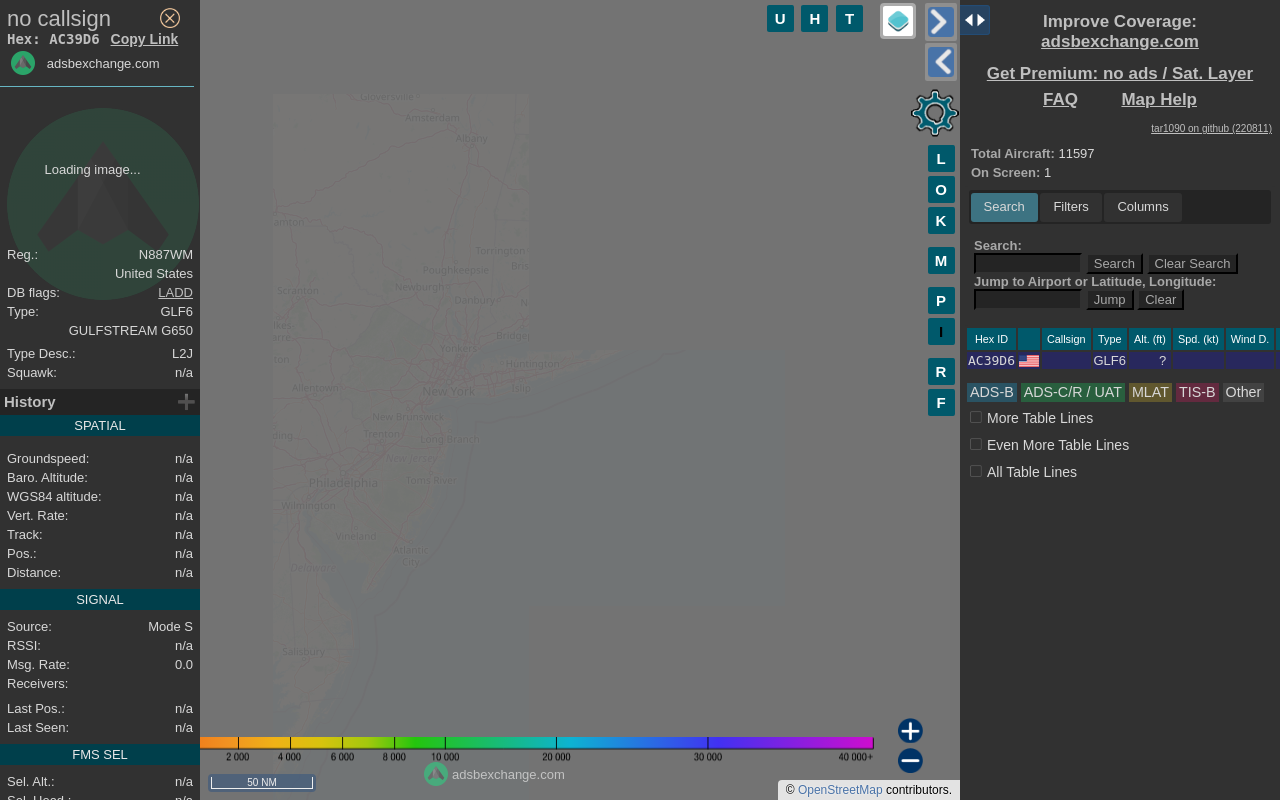 no callsign
Hex: AC39D6 Copy Link
adsbexchange.com
Loading image...
Reg.: N887WM
United States
DB flags: LADD
Type: GLF6
GULFSTREAM G650
Type Desc.: L2J
Squawk: n/a
History
SPATIAL
Groundspeed: n/a
Baro. Altitude: n/a
WGS84 altitude: n/a
Vert. Rate: n/a
Track: n/a
Pos.: n/a
Distance: n/a
SIGNAL
Source: Mode S
RSSI: n/a
Msg. Rate: 0.0
Receivers:
Last Pos.: n/a
Last Seen: n/a
FMS SEL
Sel. Alt.: n/a
Sel. Head.: n/a
U H T
L
O
K
M
P
I
R
F
Gloversville
Amsterdam
Albany
Torrington
Poughkeepsie
Newburgh
Scranton
Danbury
Bridger
Yonkers
Huntington
Allentown
New York
Islip
New Brunswick
Trenton
Long Branch
New Jersey
Philadelphia
Toms River
Wilmington
Vineland
Atlantic
City
Delaware
Salisbury
2 000 4 000 6 000 8 000 10 000 20 000 30 000 40 000+
adsbexchange.com
50 NM
© OpenStreetMap contributors.
Improve Coverage:
adsbexchange.com
Get Premium: no ads / Sat. Layer
FAQ Map Help
tar1090 on github (220811)
Total Aircraft: 11597
On Screen: 1
Search Filters Columns
Search:
Search Clear Search
Jump to Airport or Latitude, Longitude:
Jump Clear
Hex ID Callsign Type Alt. (ft) Spd. (kt) Wind D.
AC39D6 GLF6 ?
ADS-B ADS-C/R / UAT MLAT TIS-B Other
More Table Lines
Even More Table Lines
All Table Lines